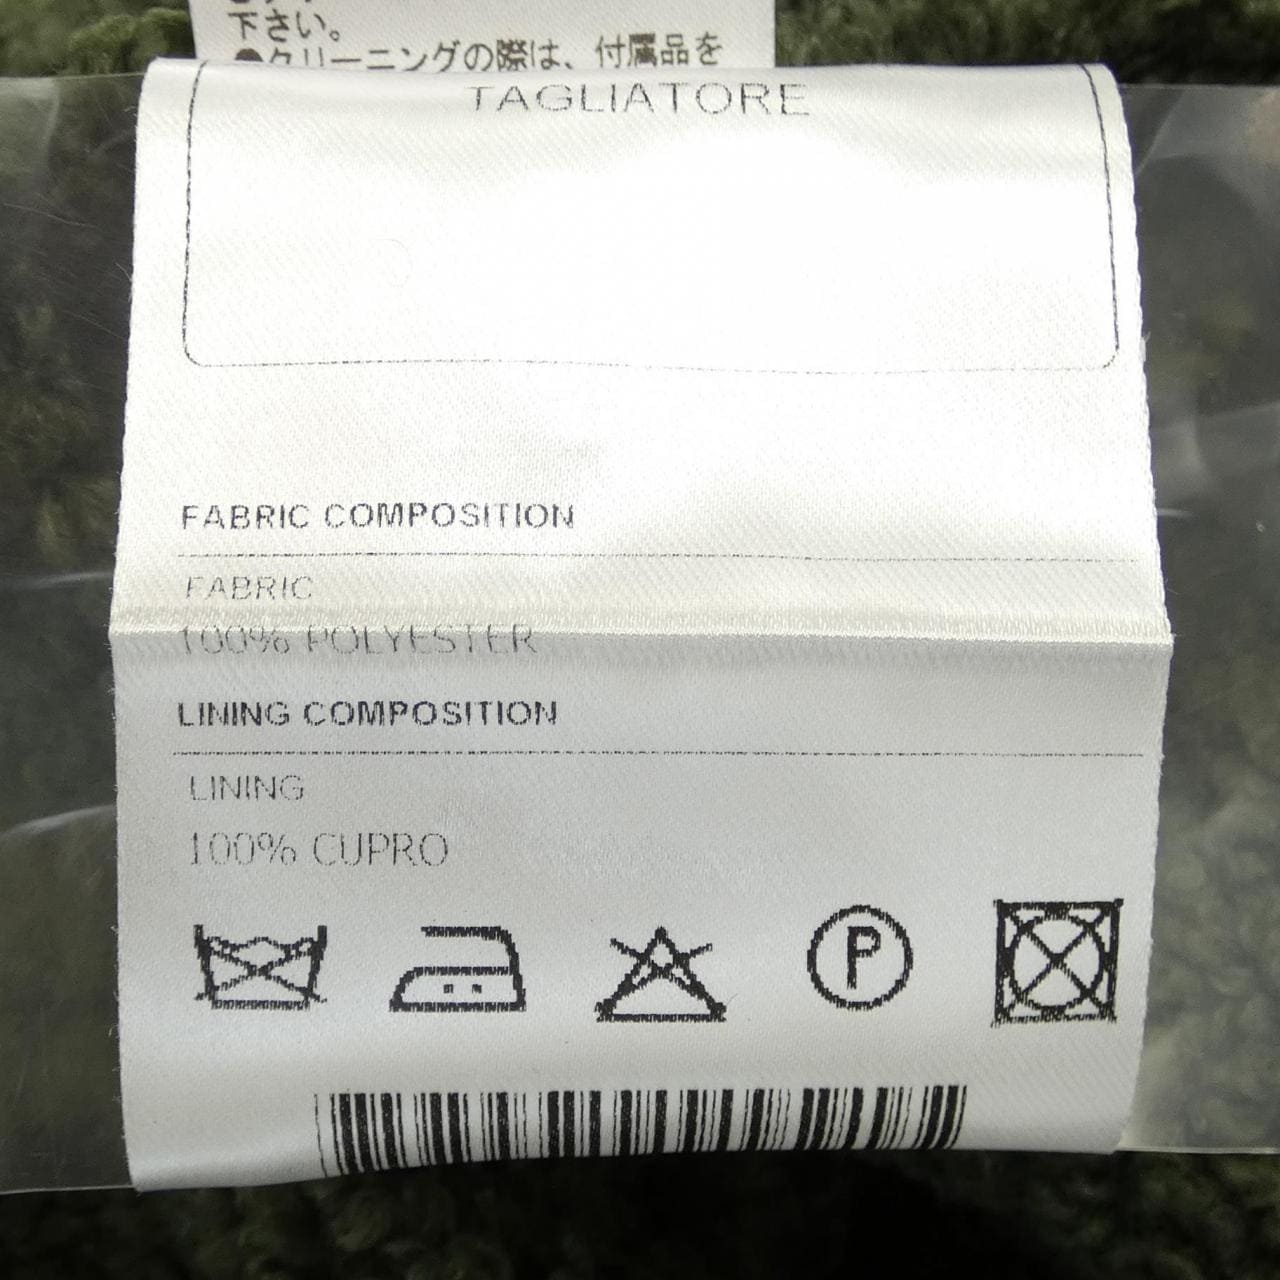 下さい。
●クリーニングの際は、付属品を
TAGLIATORE
FABRIC COMPOSITION
FABRIC
100% POLYESTER
LINING COMPOSITION
LINING
100% CUPRO
P